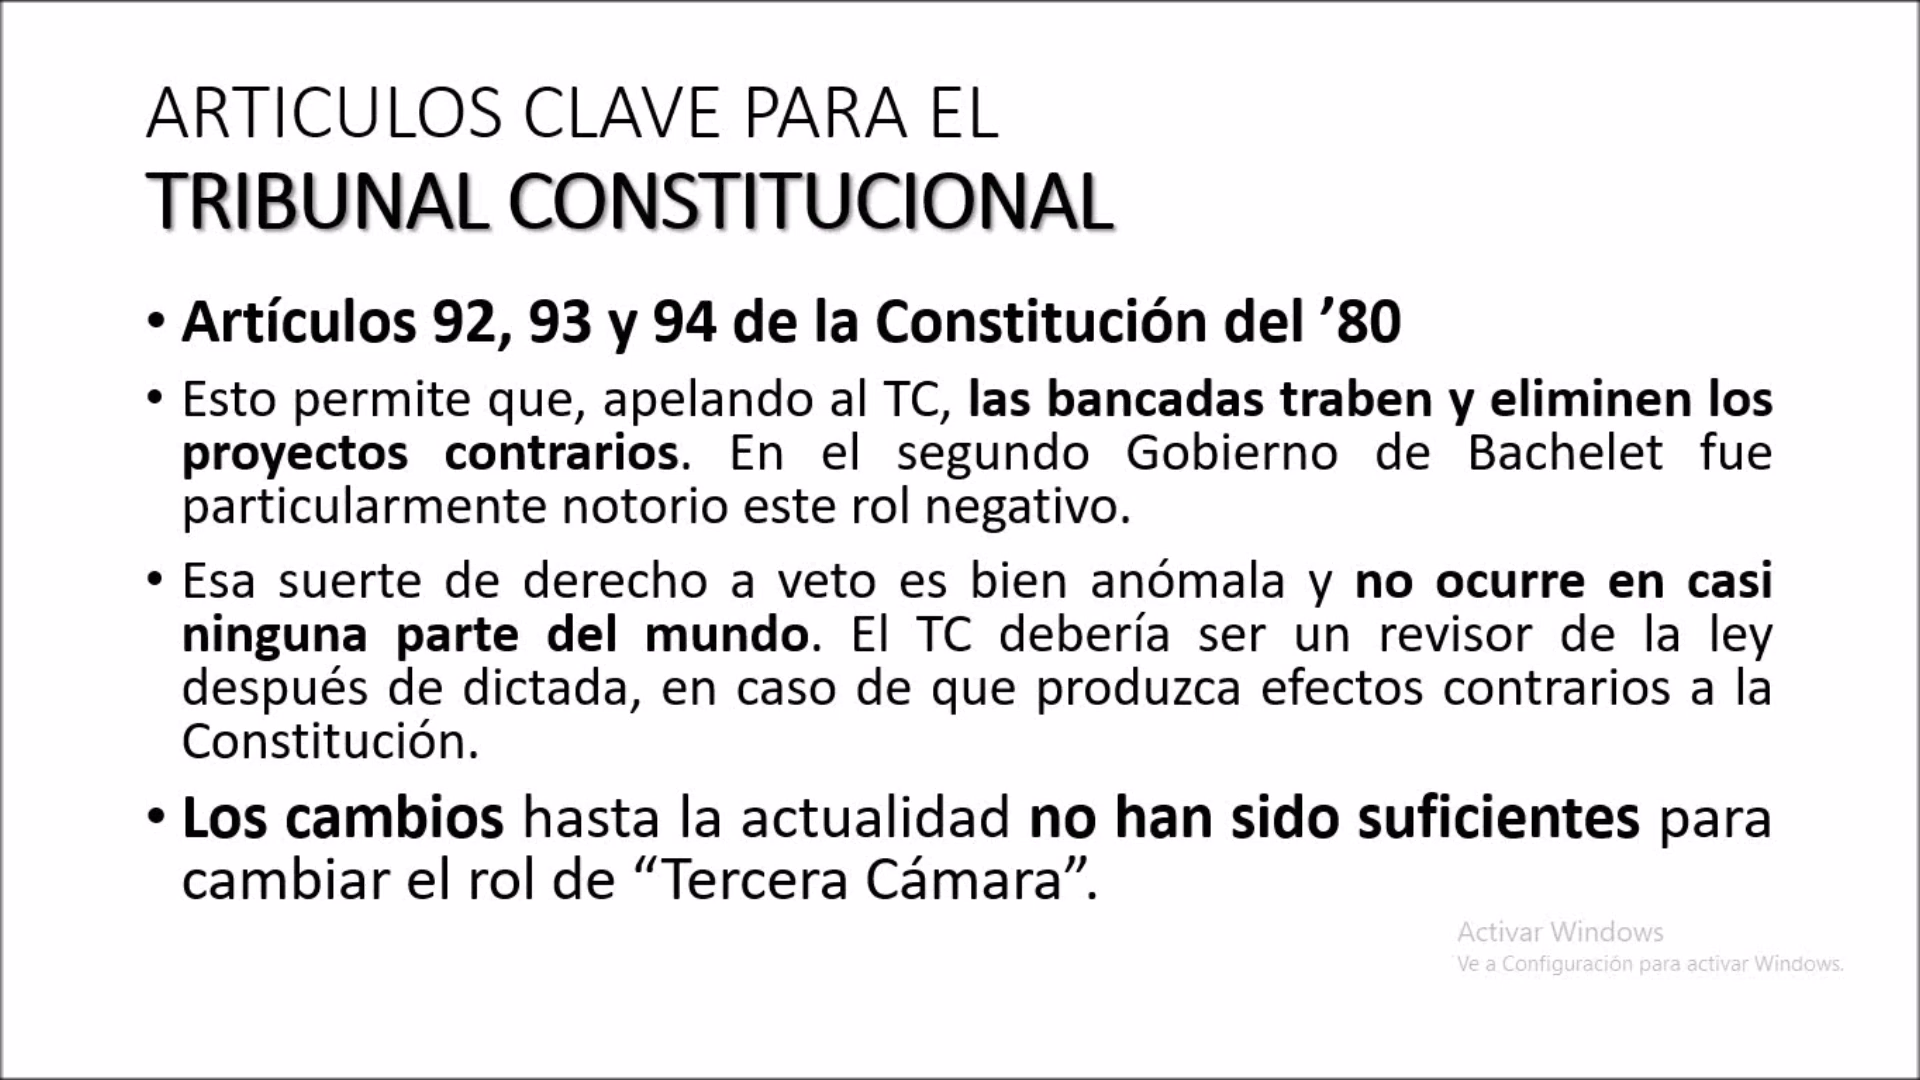 ARTICULOS CLAVE PARA EL
TRIBUNAL CONSTITUCIONAL
• Artículos 92, 93 y 94 de la Constitución del ’80
• Esto permite que, apelando al TC, las bancadas traben y eliminen los
proyectos contrarios. En el segundo Gobierno de Bachelet fue
particularmente notorio este rol negativo.
• Esa suerte de derecho a veto es bien anómala y no ocurre en casi
ninguna parte del mundo. El TC debería ser un revisor de la ley
después de dictada, en caso de que produzca efectos contrarios a la
Constitución.
• Los cambios hasta la actualidad no han sido suficientes para
cambiar el rol de “Tercera Cámara”.
Activar Windows
Ve a Configuración para activar Windows.